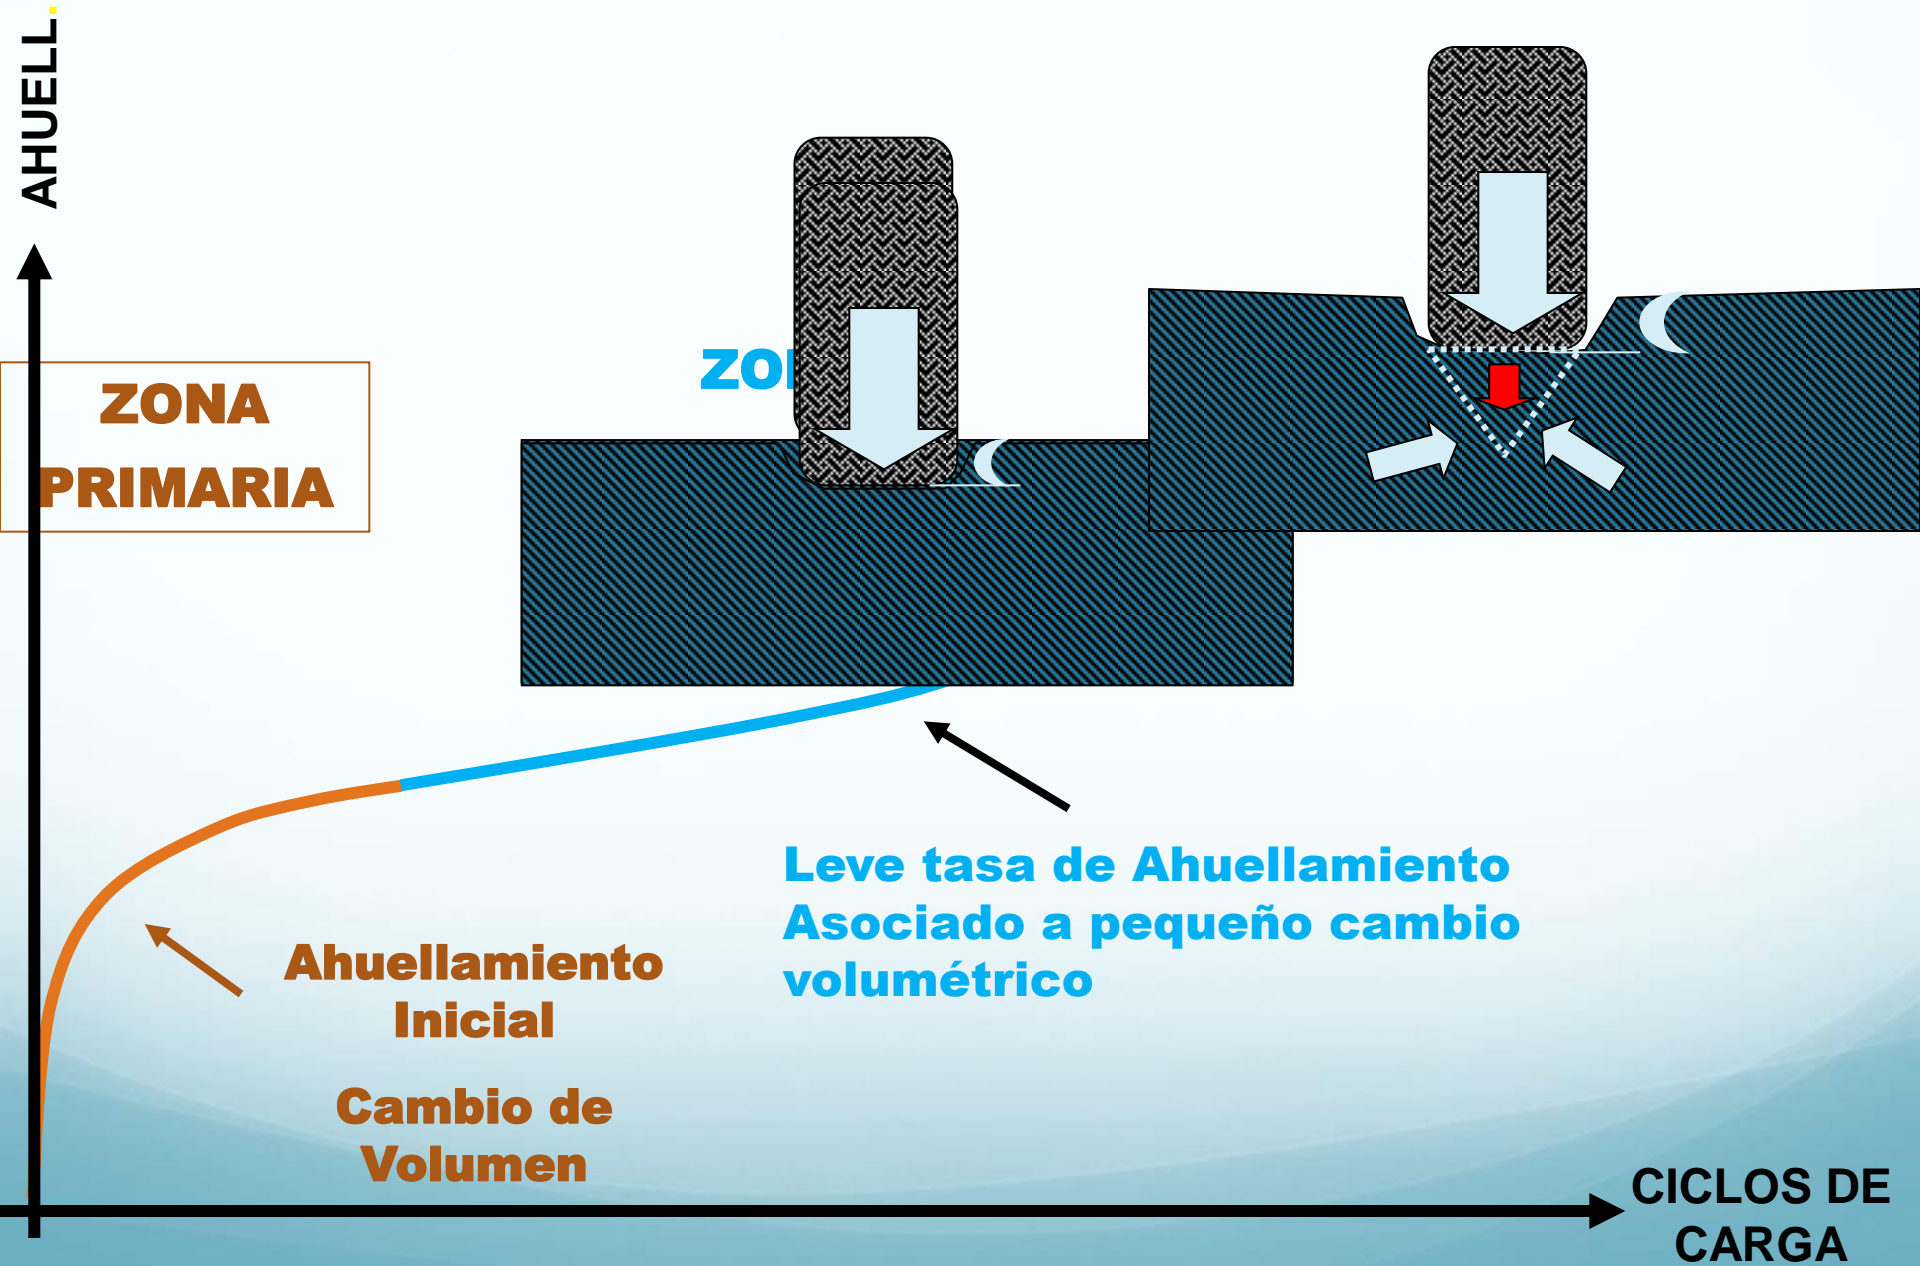 AHUELL.
ZONA
PRIMARIA
Leve tasa de Ahuellamiento
Asociado a pequeño cambio
volumétrico
Ahuellamiento
Inicial
Cambio de
Volumen
CICLOS DE
CARGA